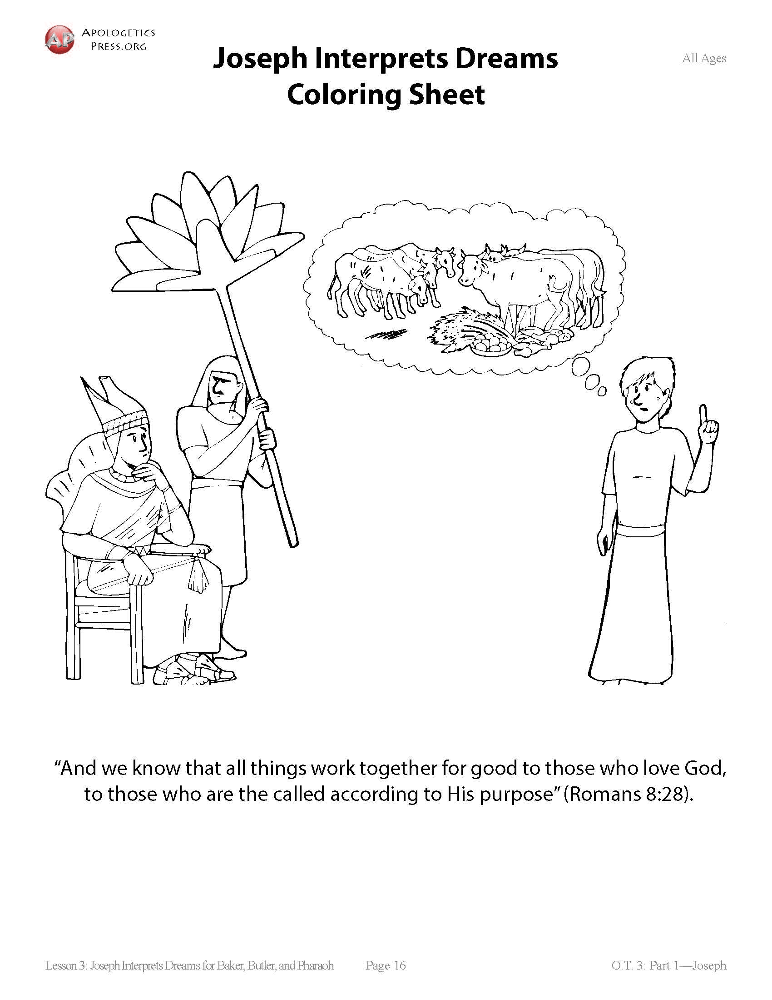 AP
APOLOGETICS
PRESS.ORG
Joseph Interprets Dreams
Coloring Sheet
All Ages
“And we know that all things work together for good to those who love God,
to those who are the called according to His purpose” (Romans 8:28).
Lesson 3: Joseph Interprets Dreams for Baker, Butler, and Pharaoh
Page 16
O.T. 3: Part 1—Joseph